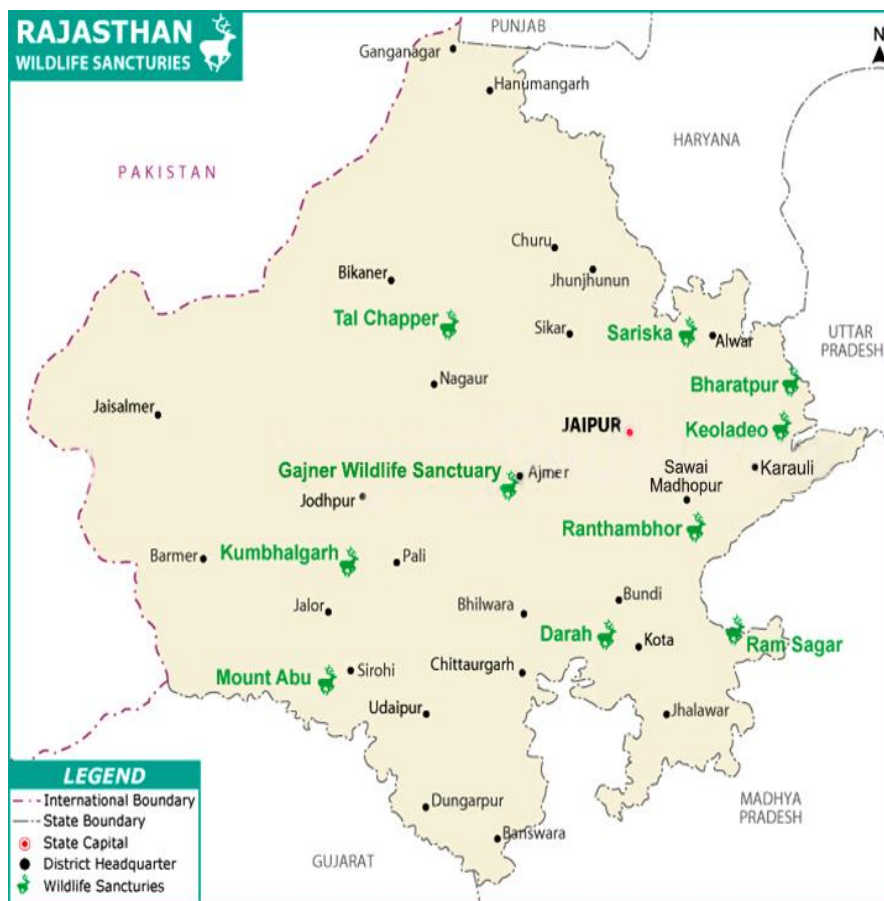 RAJASTHAN
WILDLIFE SANCTURIES
PUNJAB
N
Ganganagar
Hanumangarh
HARYANA
PAKISTAN
Churu
Bikaner
Jhunjhunun
Tal Chapper
Sikar
Sariska
Alwar
UTTAR
PRADESH
Nagaur
Bharatpur
Jaisalmer
JAIPUR
Keoladeo
Gajner Wildlife Sanctuary
Ajmer
Sawai
Madhopur
Karauli
Jodhpur
Ranthambhor
Barmer
Kumbhalgarh
Pali
Jalor
Bhilwara
Bundi
Darah
Kota
Ram Sagar
Mount Abu
Sirohi
Chittaurgarh
Udaipur
Jhalawar
LEGEND
International Boundary
State Boundary
State Capital
District Headquarter
Wildlife Sancturies
Dungarpur
Banswara
GUJARAT
MADHYA
PRADESH